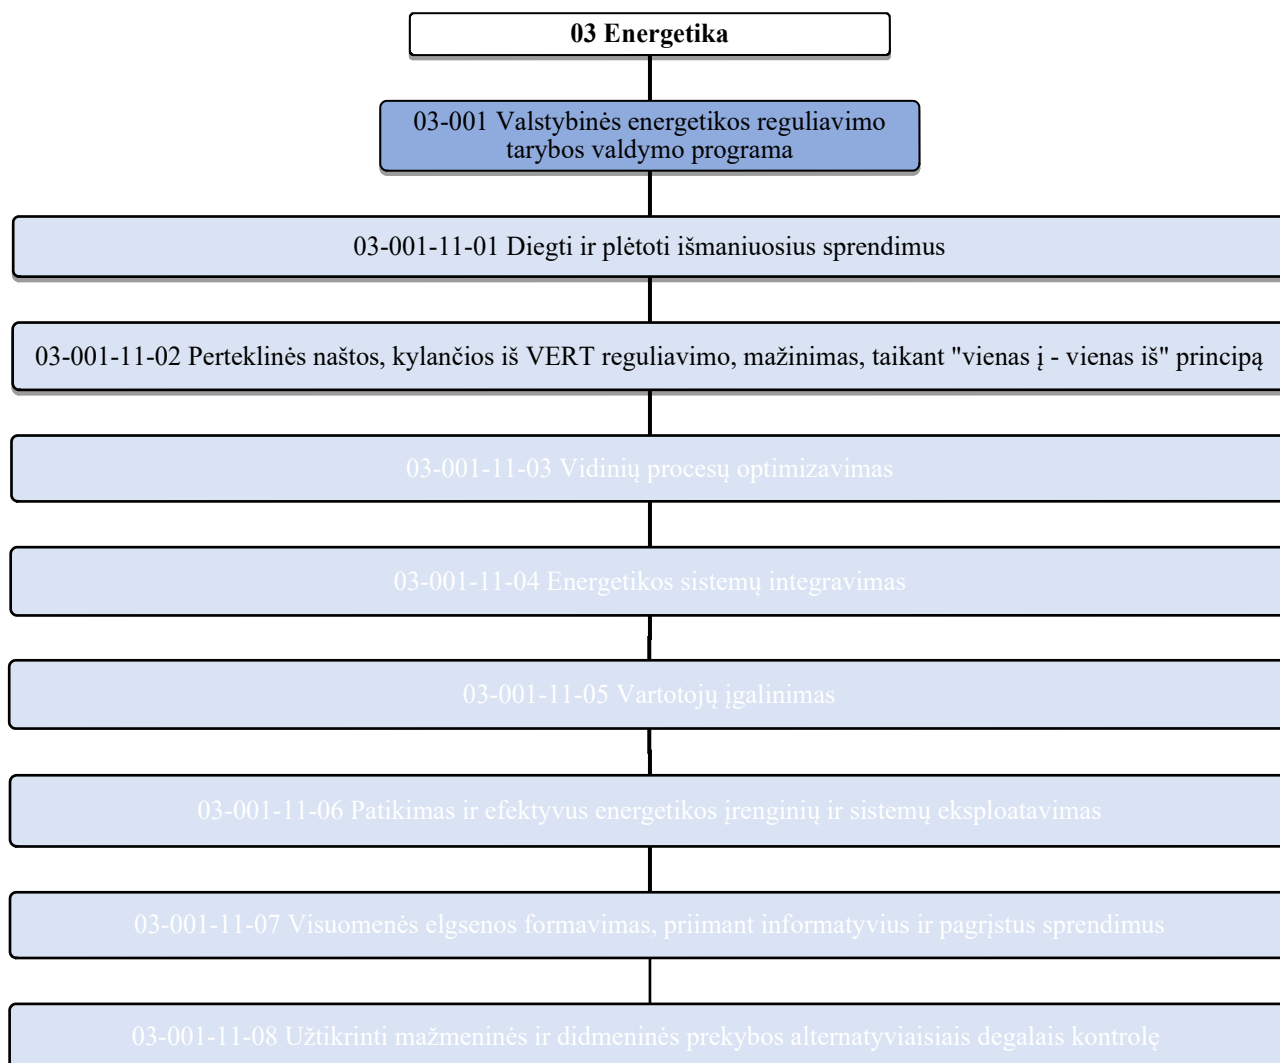 03 Energetika
03-001 Valstybinės energetikos reguliavimo
tarybos valdymo programa
03-001-11-01 Diegti ir plėtoti išmaniuosius sprendimus
03-001-11-02 Perteklinės naštos, kylančios iš VERT reguliavimo, mažinimas, taikant "vienas į - vienas iš" principą
03-001-11-03 Vidinių procesų optimizavimas
03-001-11-04 Energetikos sistemų integravimas
03-001-11-05 Vartotojų įgalinimas
03-001-11-06 Patikimas ir efektyvus energetikos įrenginių ir sistemų eksploatavimas
03-001-11-07 Visuomenės elgsenos formavimas, priimant informatyvius ir pagrįstus sprendimus
03-001-11-08 Užtikrinti mažmeninės ir didmeninės prekybos alternatyviaisiais degalais kontrolę